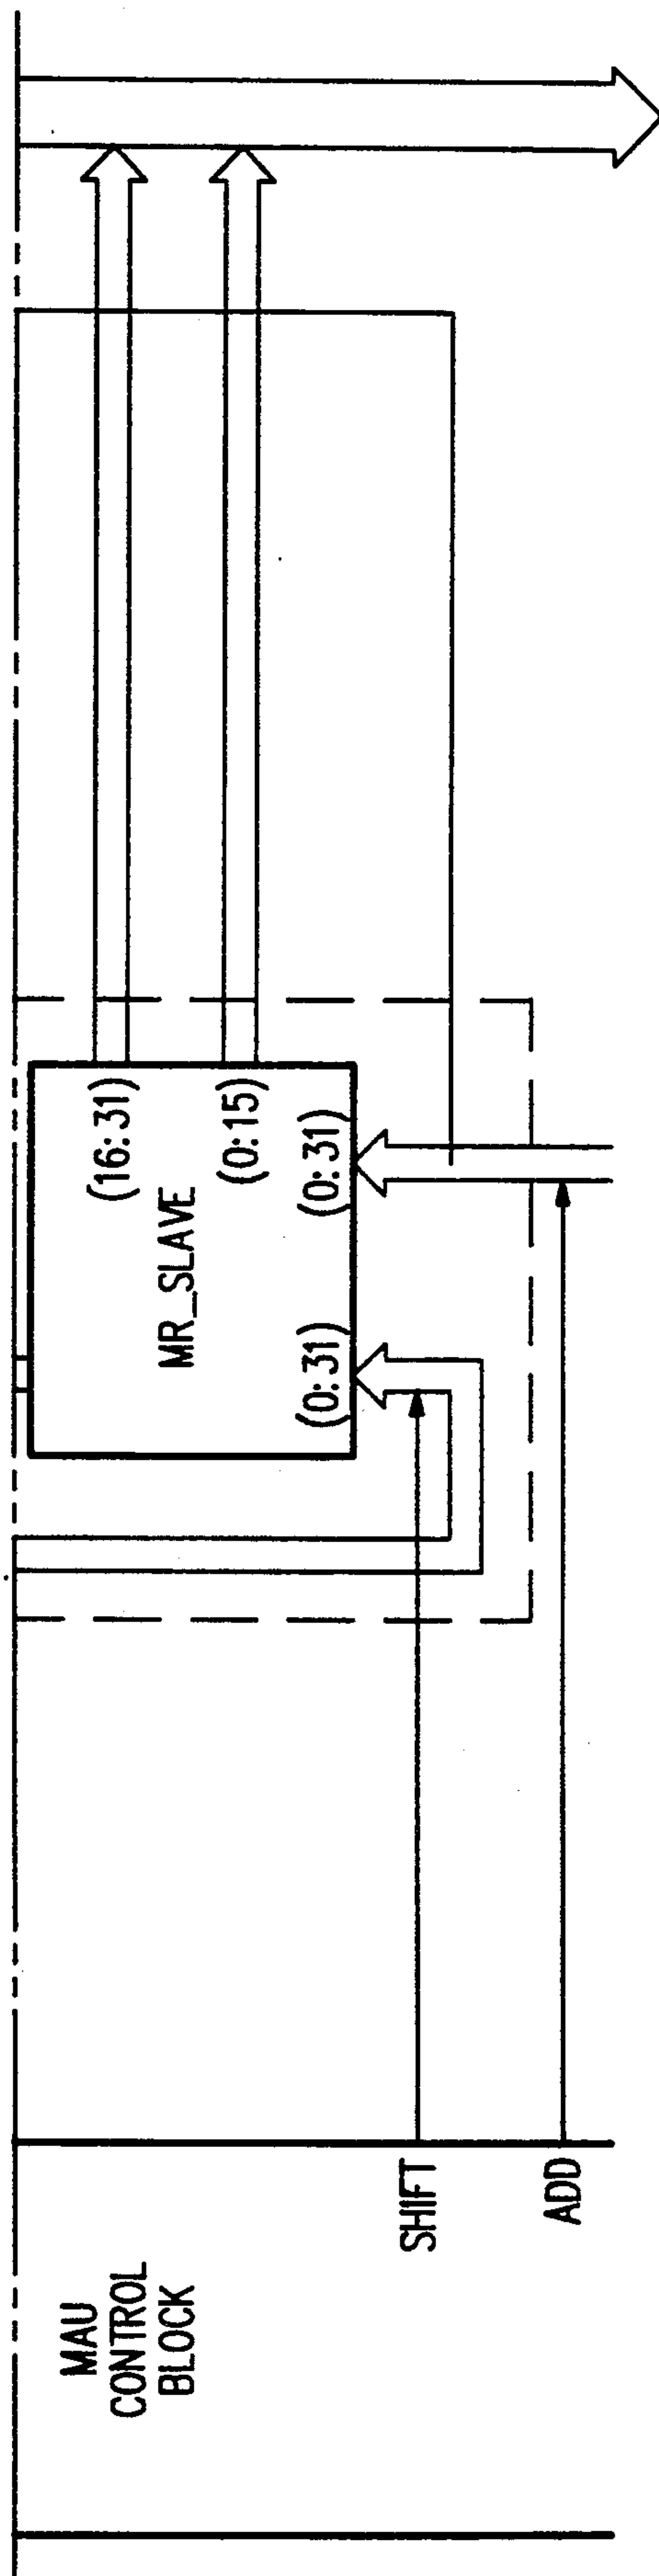 MAU
CONTROL
BLOCK
SHIFT
ADD
MR_SLAVE
(16:31)
(0:15)
(0:31)
(0:31)